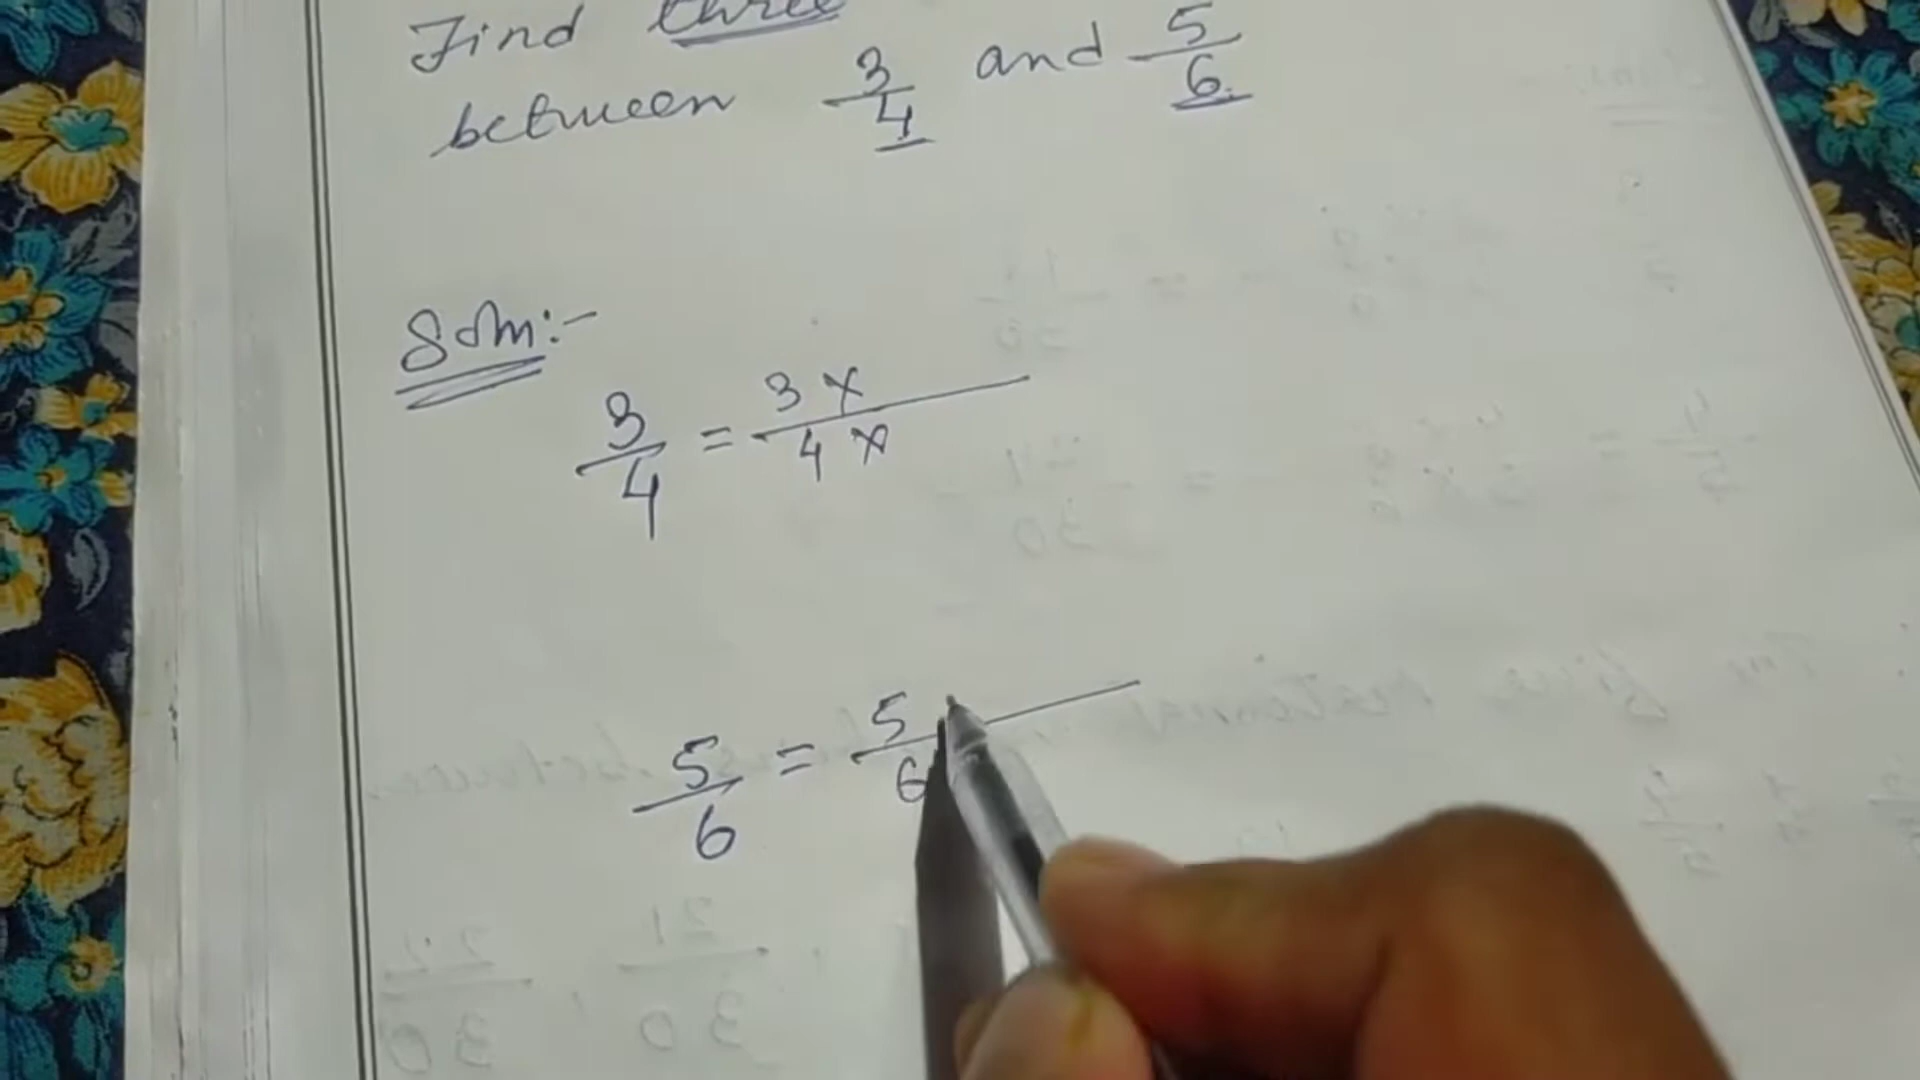 Find three
between 3/4 and 5/6
Soln:-
3/4 = 3 x / 4 x
5/6 = 5 / 6